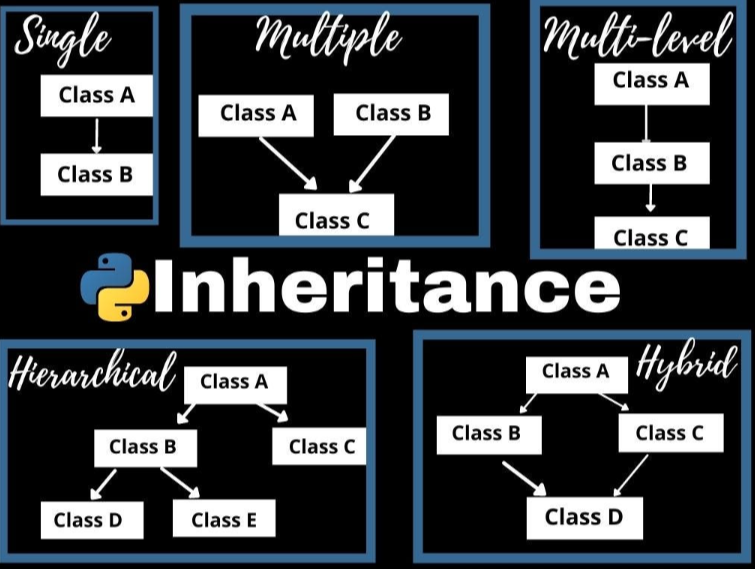 Single
Class A
Class B
Multiple
Class A
Class B
Class C
Multi-level
Class A
Class B
Class C
Inheritance
Hierarchical
Class A
Class B
Class C
Class D
Class E
Hybrid
Class A
Class B
Class C
Class D